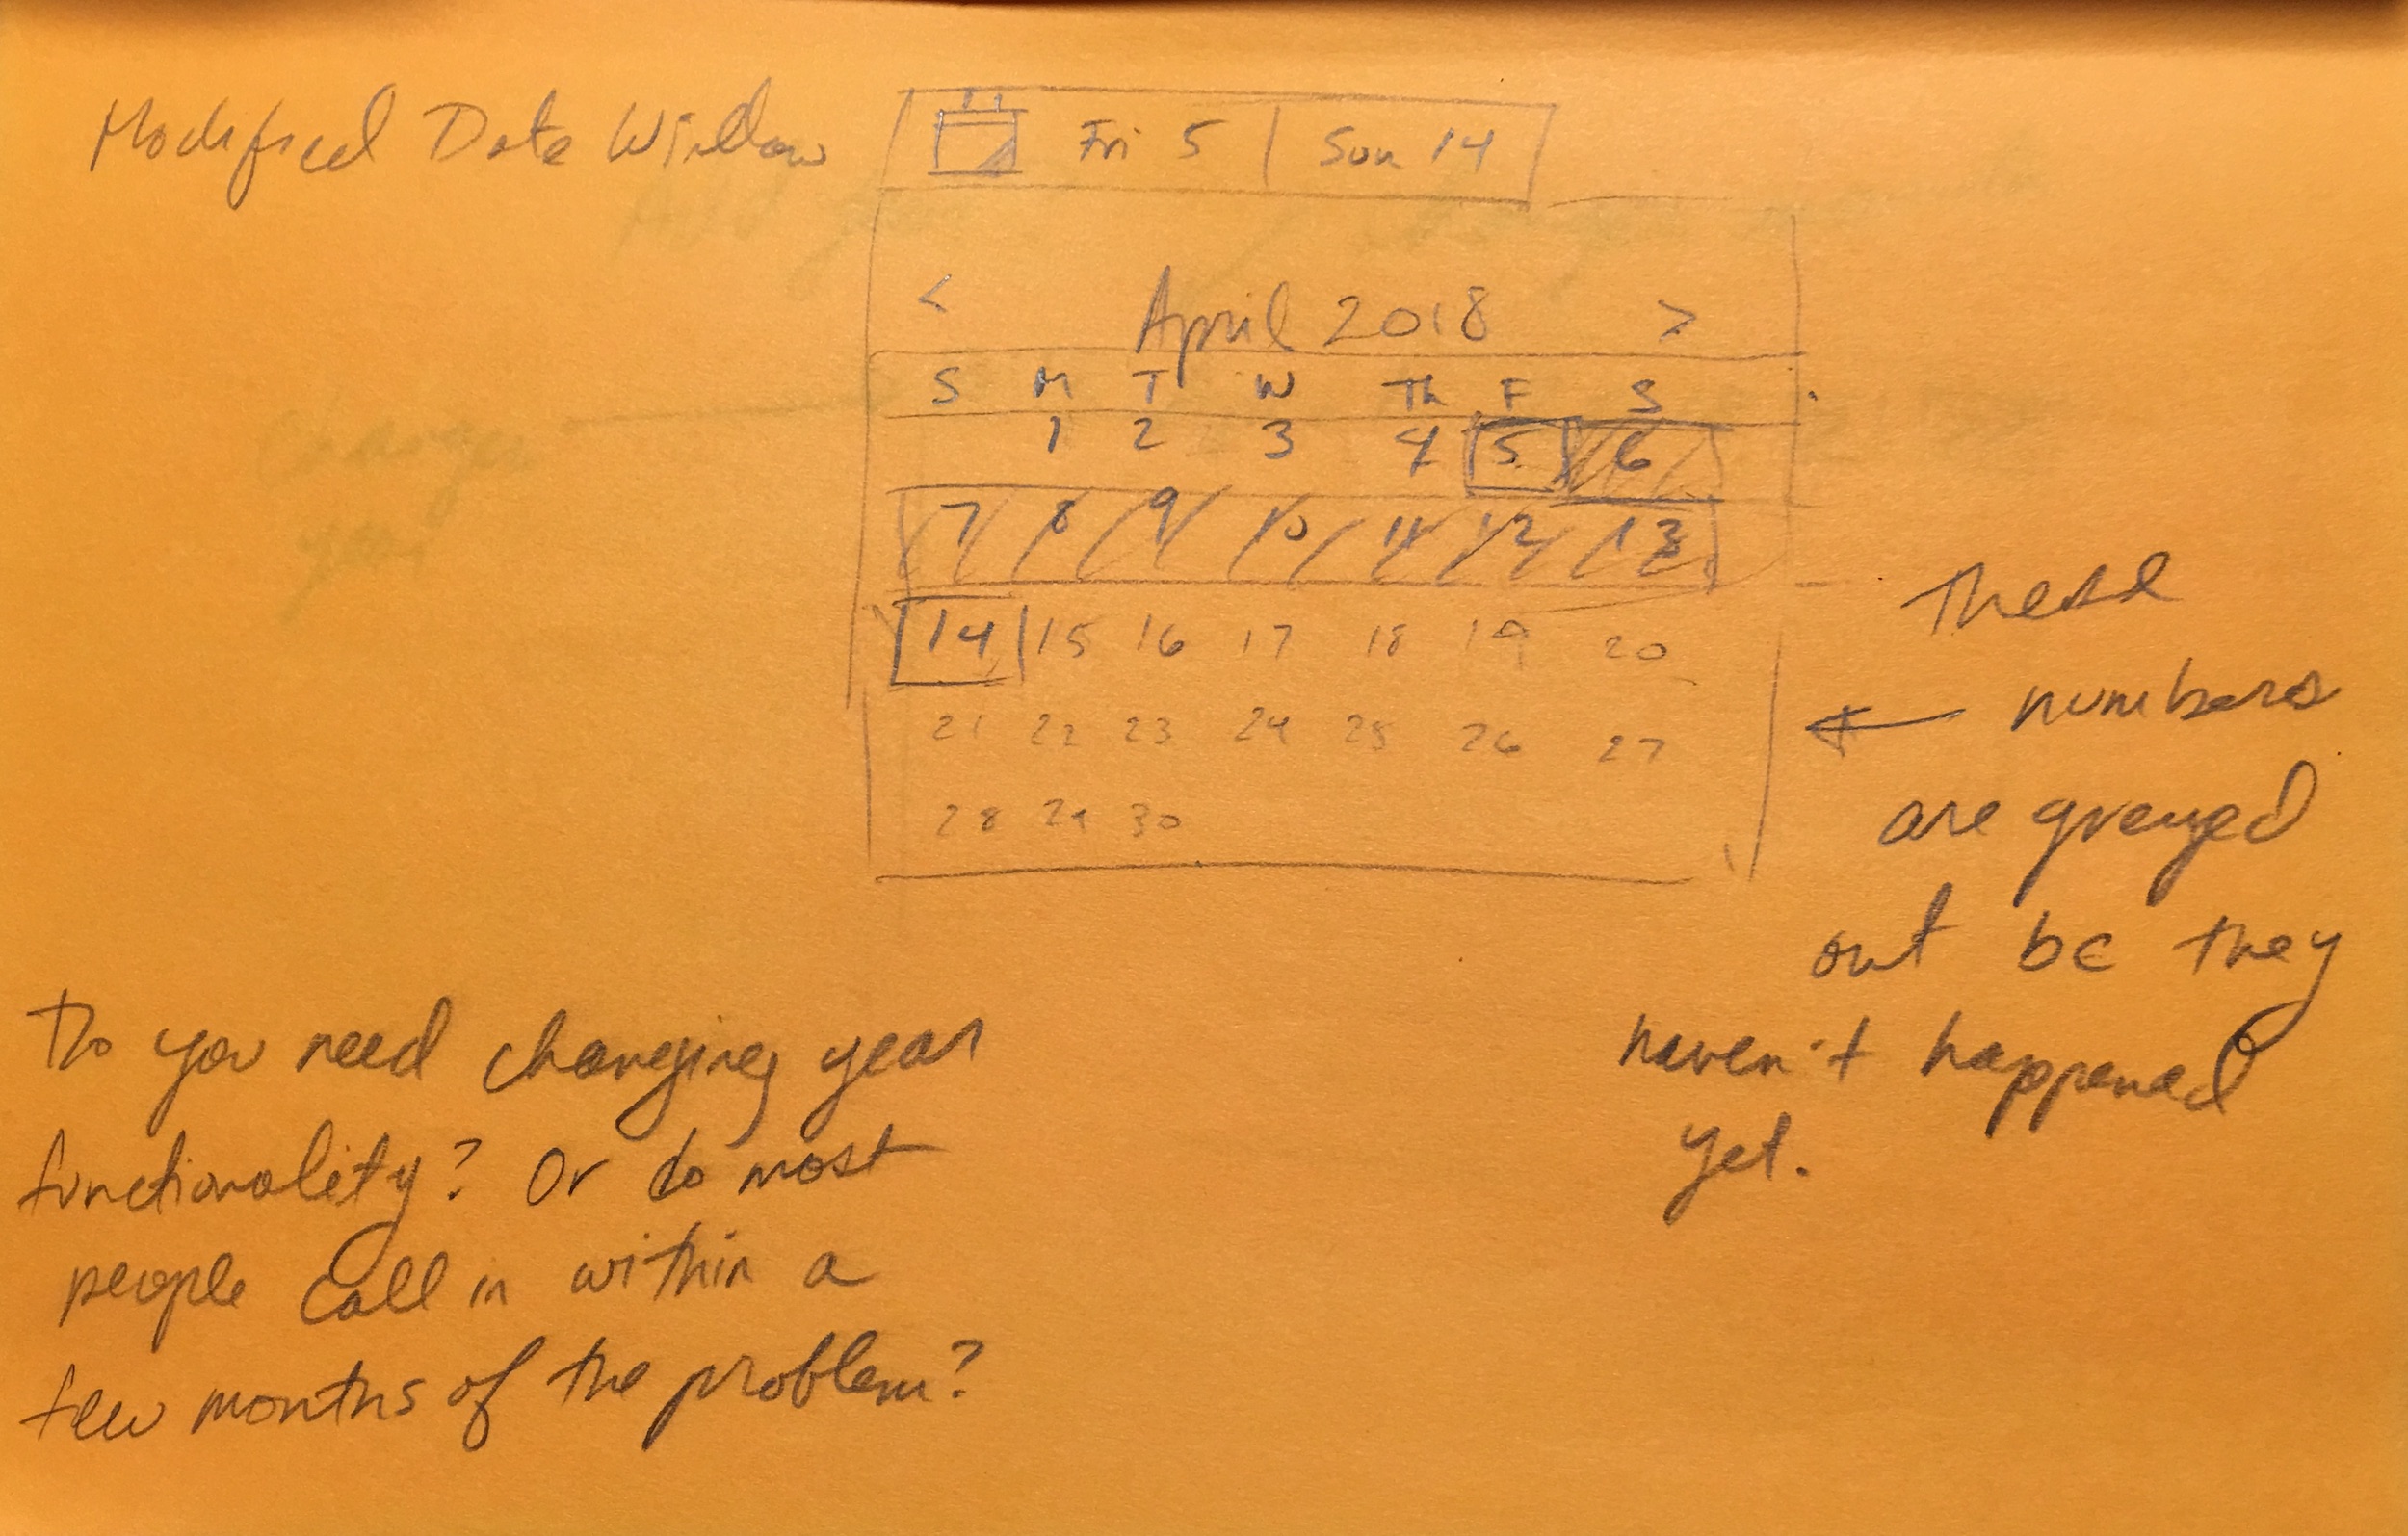 Modified Date Window
Fri 5 | Sun 14
< April 2018 >
S M T W Th F S
1 2 3 4 5 6
7 8 9 10 11 12 13
14 15 16 17 18 19 20
21 22 23 24 25 26 27
28 29 30
These
numbers
are greyed
out bc they
haven't happened
yet.
Do you need changing year
functionality? Or do most
people call in within a
few months of the problem?
changes
year